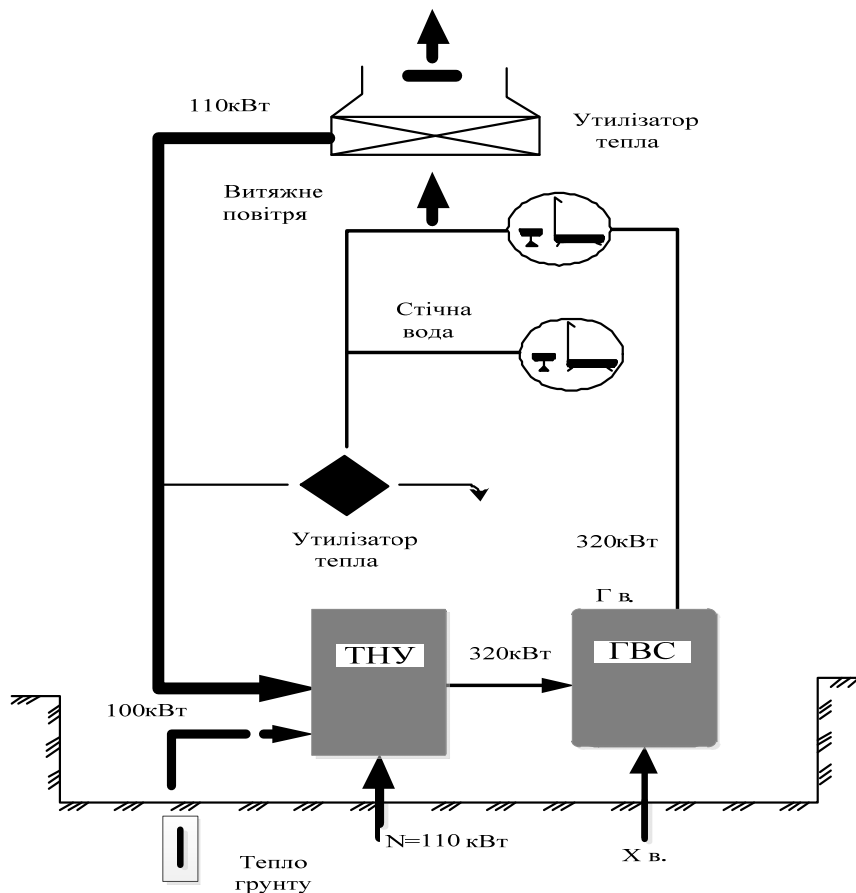 110кВт
Утилізатор
тепла
Витяжне
повітря
Стічна
вода
Утилізатор
тепла
320кВт
Г в.
ТНУ
320кВт
ГВС
100кВт
N=110 кВт
Х в.
Тепло
грунту